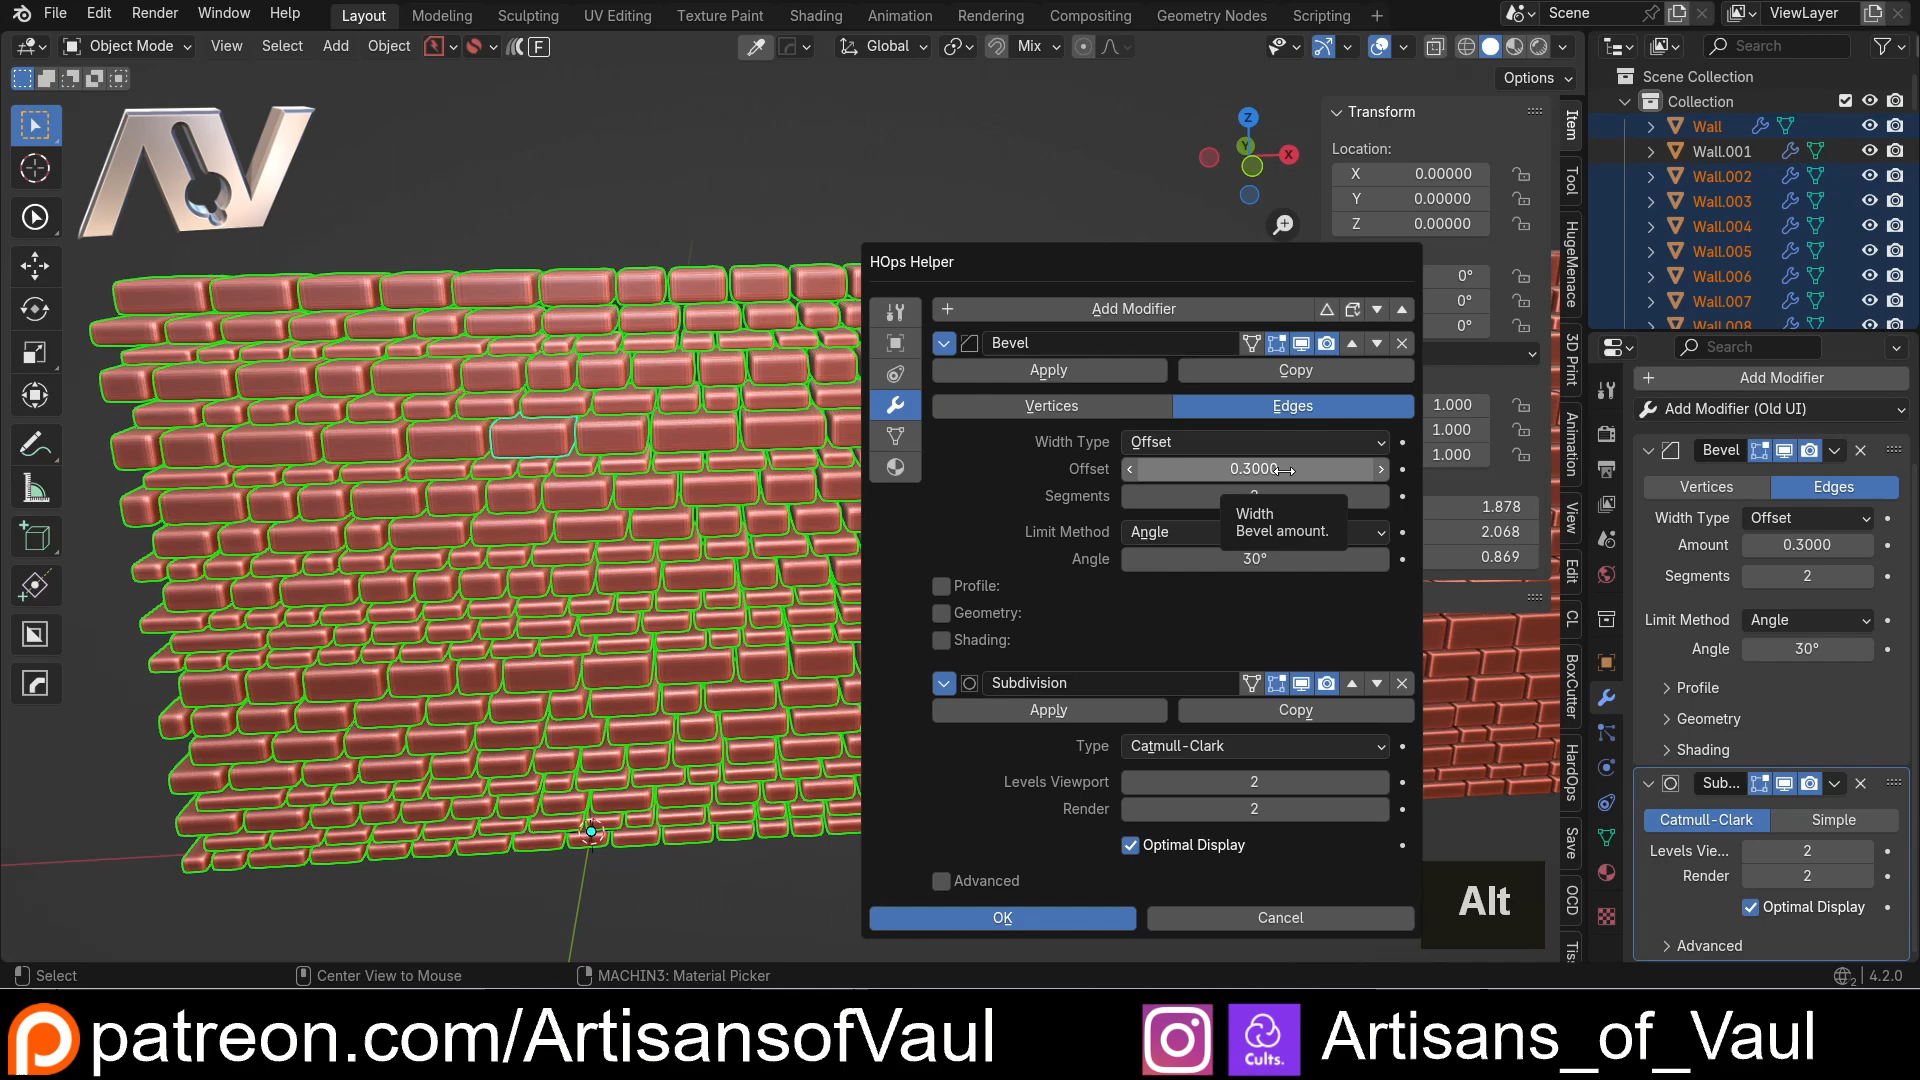 File Edit Render Window Help Layout Modeling Sculpting UV Editing Texture Paint Shading Animation Rendering Compositing Geometry Nodes Scripting Scene ViewLayer
Object Mode View Select Add Object F Global Mix Search
Options
Scene Collection
Collection
Wall
Wall.001
Wall.002
Wall.003
Wall.004
Wall.005
Wall.006
Wall.007
Wall.008
AV
Z
Y
X
Transform
Location:
X 0.00000
Y 0.00000
Z 0.00000
0°
0°
0°
1.000
1.000
1.000
1.878
2.068
0.869
Item
Tool
HugeMenace
3D Print
Animation
View
Edit
CL
BoxCutter
HardOps
Save
OCD
Tis
HOps Helper
Add Modifier
Bevel
Apply Copy
Vertices Edges
Width Type Offset
Offset 0.3000
Segments
Width
Bevel amount.
Limit Method Angle
Angle 30°
Profile:
Geometry:
Shading:
Subdivision
Apply Copy
Type Catmull-Clark
Levels Viewport 2
Render 2
Optimal Display
Advanced
OK Cancel
Alt
Search
Add Modifier
Add Modifier (Old UI)
Bevel
Vertices Edges
Width Type Offset
Amount 0.3000
Segments 2
Limit Method Angle
Angle 30°
Profile
Geometry
Shading
Sub...
Catmull-Clark Simple
Levels Vie... 2
Render 2
Optimal Display
Advanced
Select Center View to Mouse MACHIN3: Material Picker 4.2.0
patreon.com/ArtisansofVaul Cults. Artisans_of_Vaul